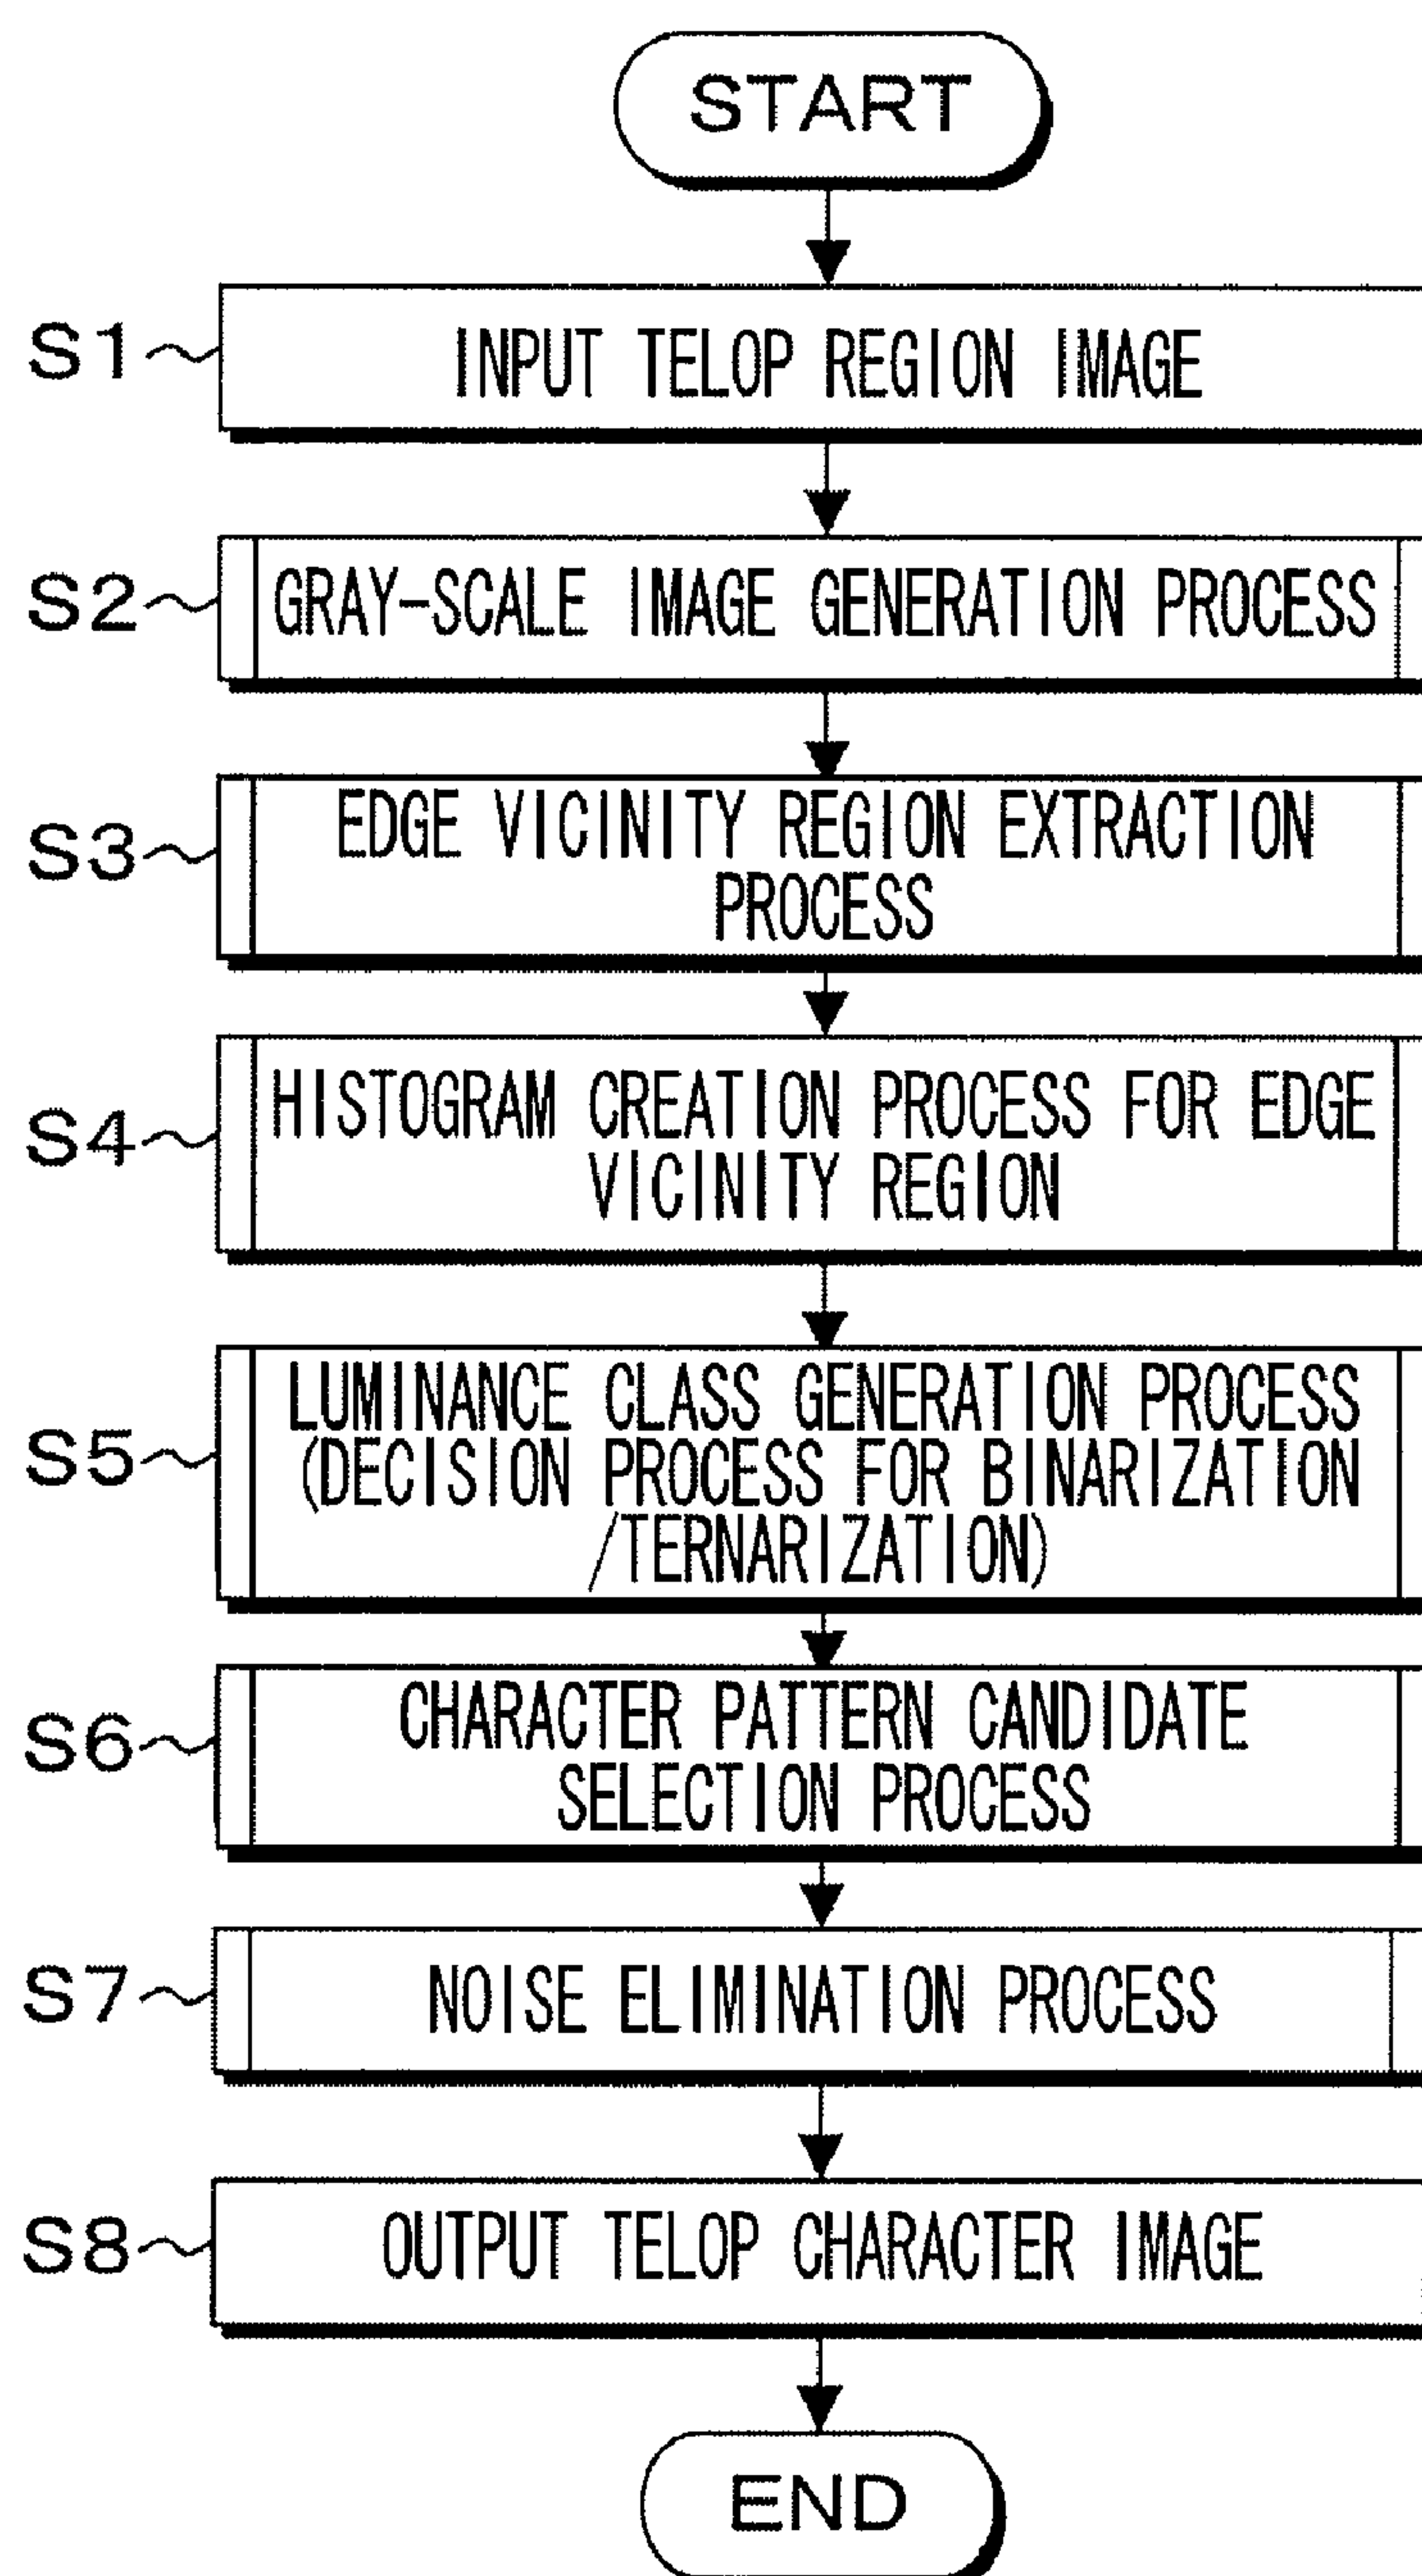 START
S1 INPUT TELOP REGION IMAGE
S2 GRAY-SCALE IMAGE GENERATION PROCESS
S3 EDGE VICINITY REGION EXTRACTION
PROCESS
S4 HISTOGRAM CREATION PROCESS FOR EDGE
VICINITY REGION
S5 LUMINANCE CLASS GENERATION PROCESS
(DECISION PROCESS FOR BINARIZATION
/TERNARIZATION)
S6 CHARACTER PATTERN CANDIDATE
SELECTION PROCESS
S7 NOISE ELIMINATION PROCESS
S8 OUTPUT TELOP CHARACTER IMAGE
END